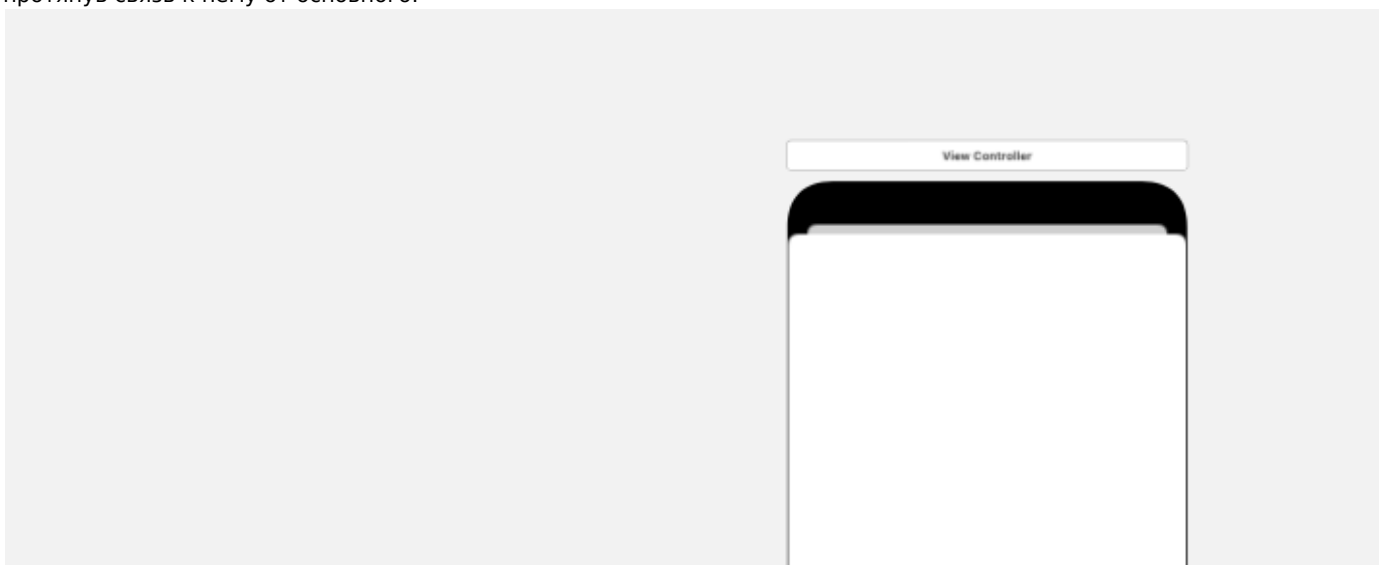 протянув связь к нему от основного.
View Controller